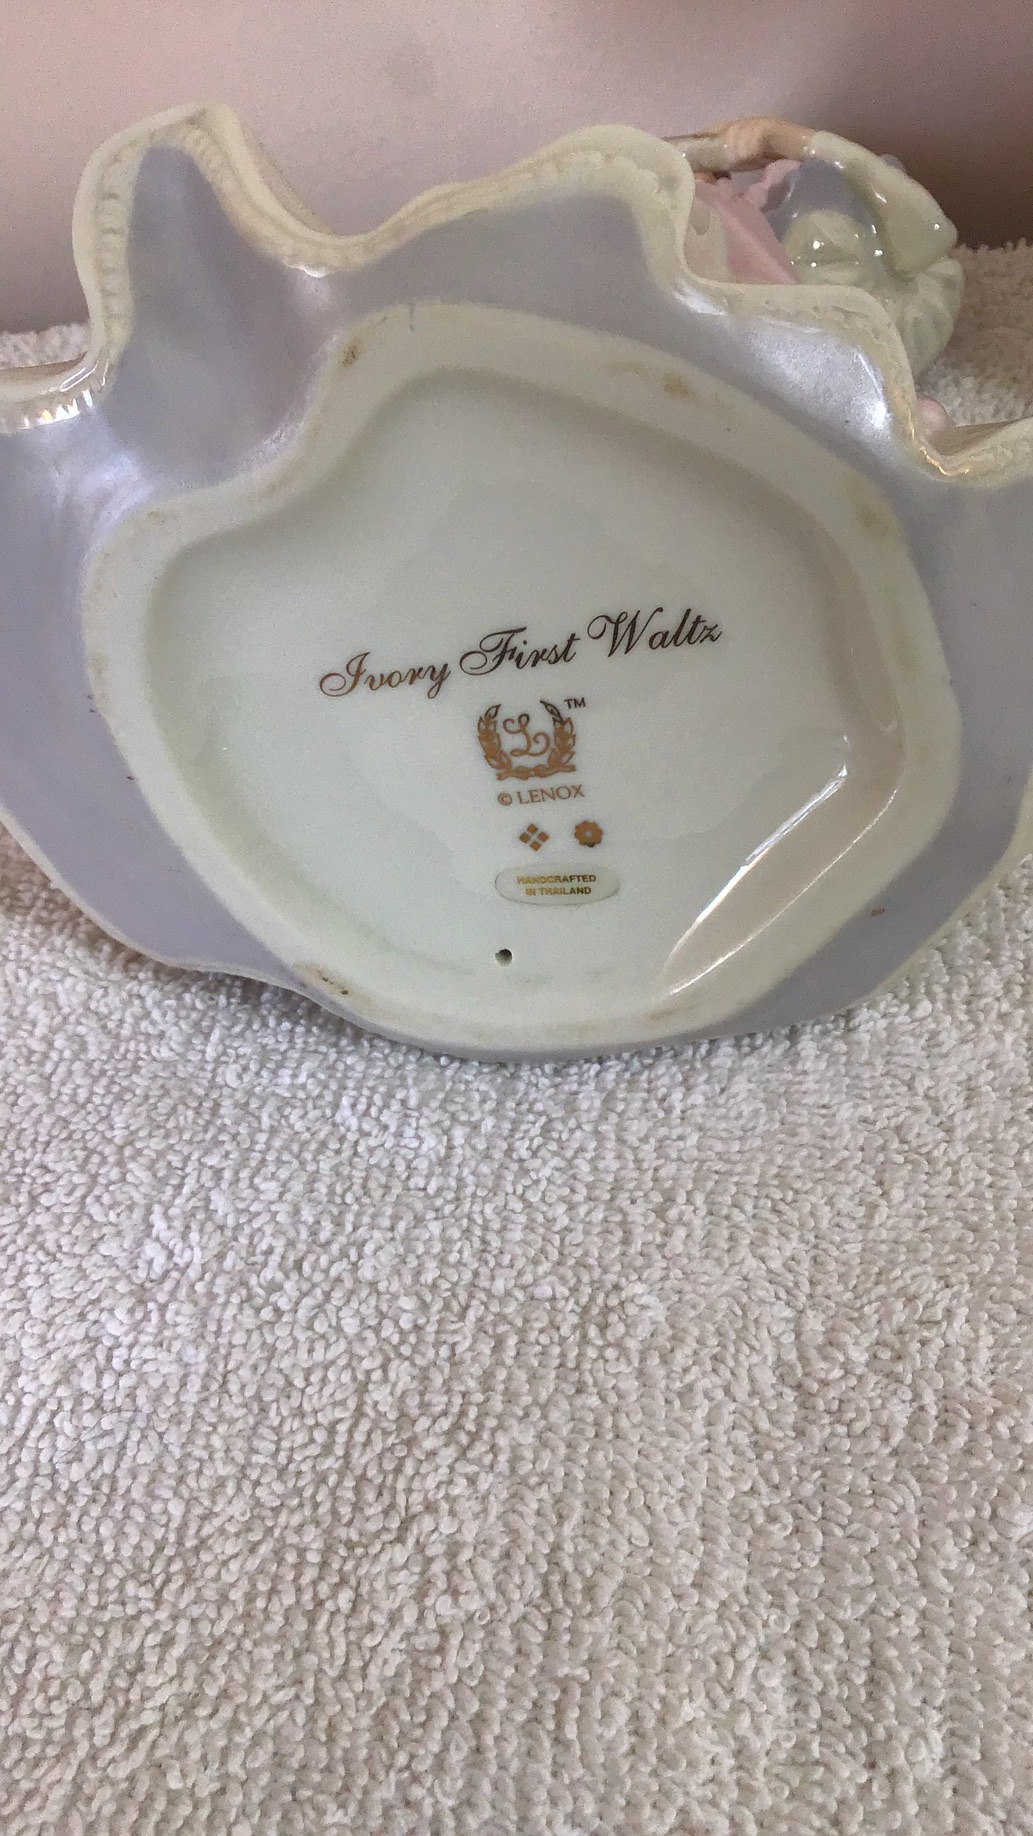 Ivory First Waltz
L TM
© LENOX
HANDCRAFTED
IN THAILAND